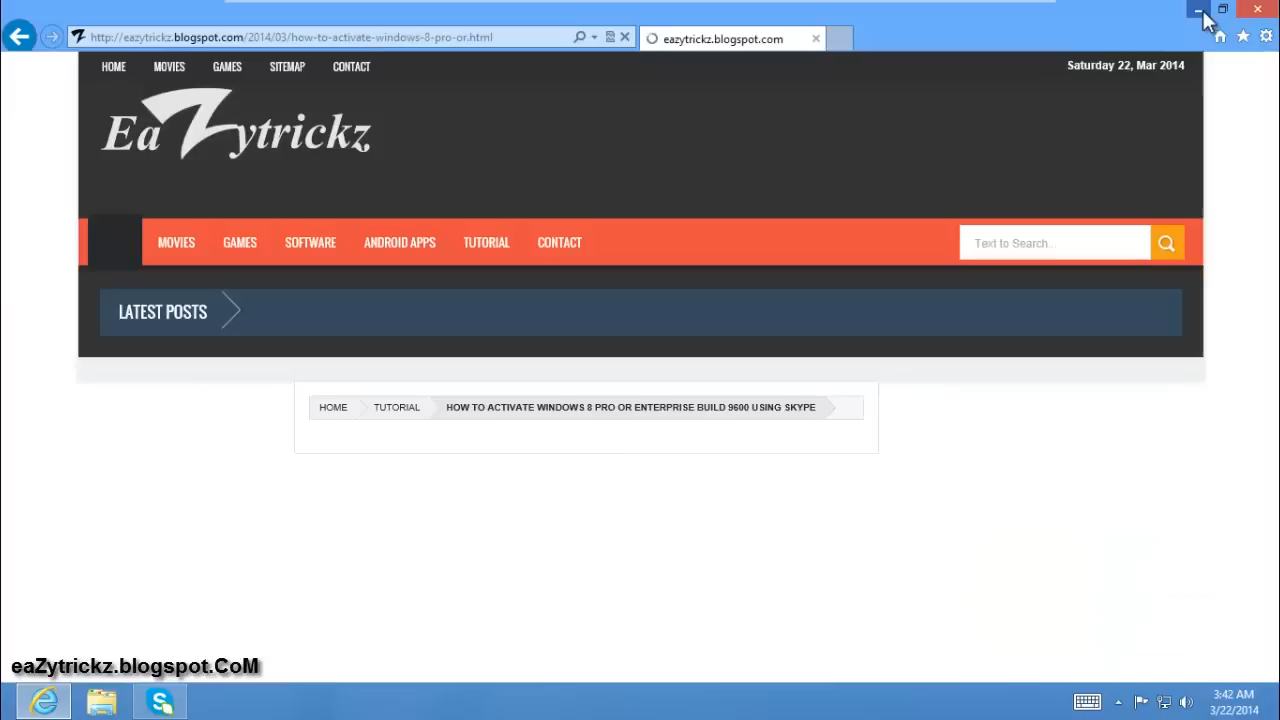 http://eazytrickz.blogspot.com/2014/03/how-to-activate-windows-8-pro-or.html
eazytrickz.blogspot.com
HOME MOVIES GAMES SITEMAP CONTACT
Saturday 22, Mar 2014
EaZytrickz
MOVIES GAMES SOFTWARE ANDROID APPS TUTORIAL CONTACT
Text to Search...
LATEST POSTS
HOME TUTORIAL HOW TO ACTIVATE WINDOWS 8 PRO OR ENTERPRISE BUILD 9600 USING SKYPE
eaZytrickz.blogspot.CoM
3:42 AM
3/22/2014